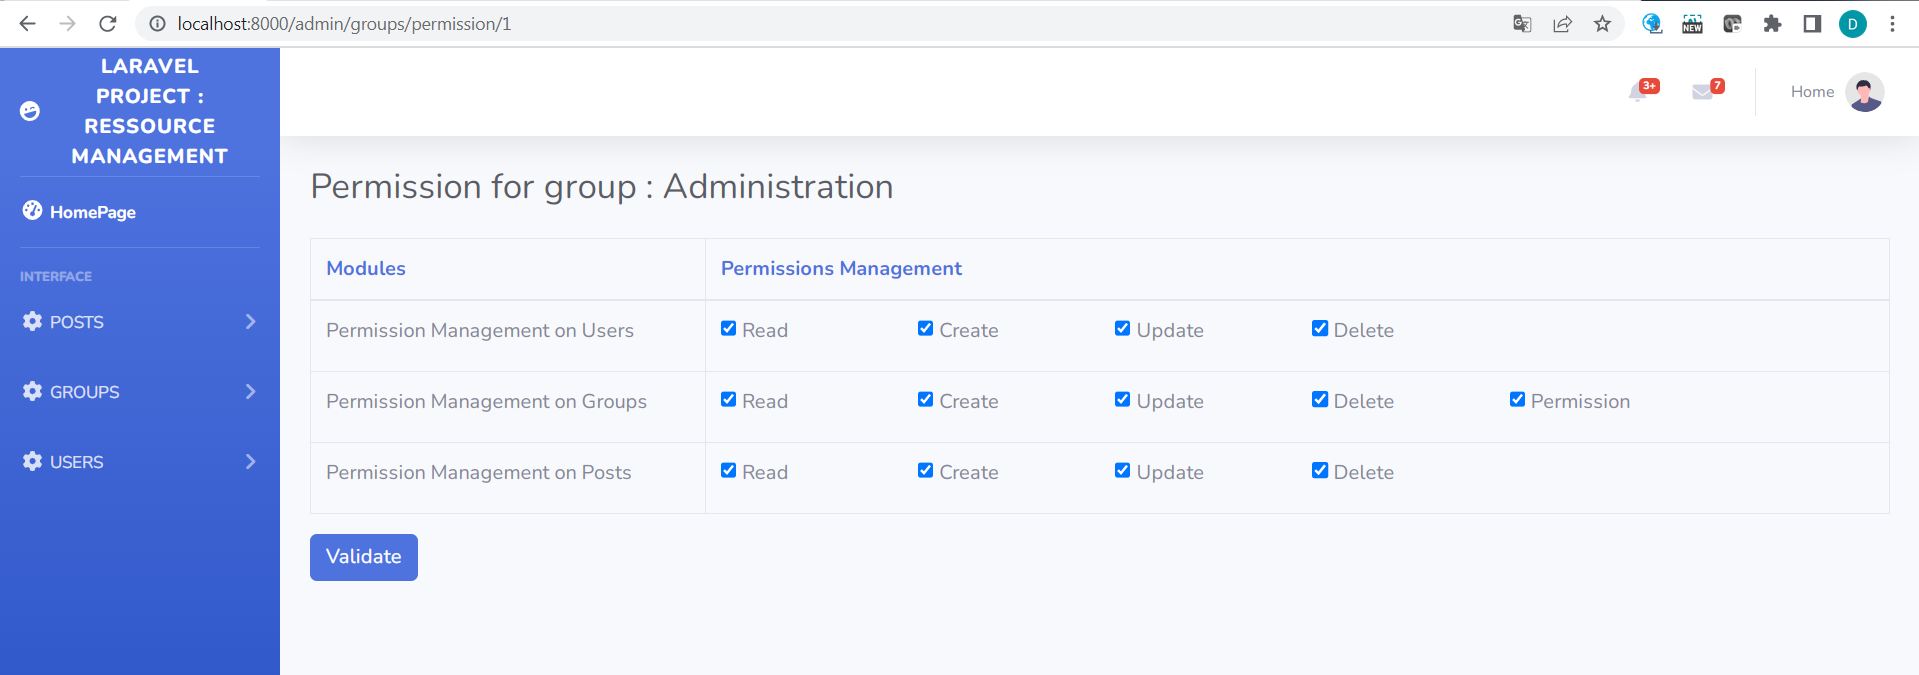 localhost:8000/admin/groups/permission/1
NEW
D
LARAVEL
PROJECT :
RESSOURCE
MANAGEMENT
3+
7
Home
HomePage
INTERFACE
POSTS
GROUPS
USERS
Permission for group : Administration
Modules Permissions Management
Permission Management on Users Read Create Update Delete
Permission Management on Groups Read Create Update Delete Permission
Permission Management on Posts Read Create Update Delete
Validate